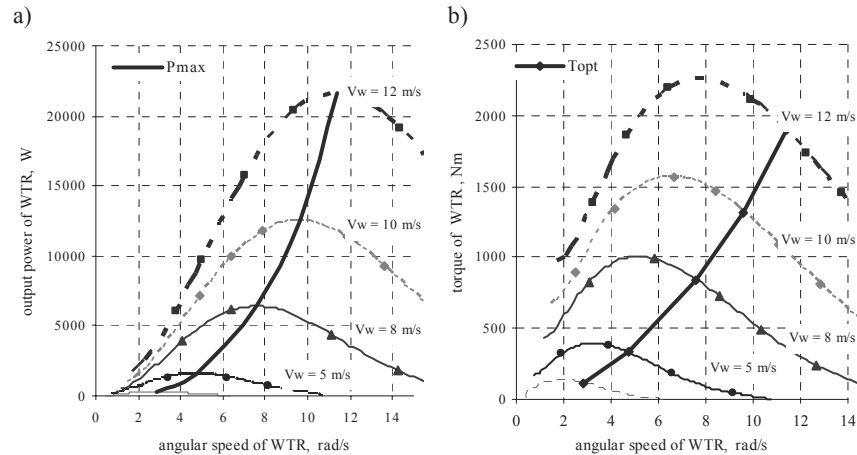 a)
output power of WTR, W
25000
20000
15000
10000
5000
0
Pmax
Vw = 12 m/s
Vw = 10 m/s
Vw = 8 m/s
Vw = 5 m/s
0 2 4 6 8 10 12 14
angular speed of WTR, rad/s
b)
torque of WTR, Nm
2500
2000
1500
1000
500
0
Topt
Vw = 12 m/s
Vw = 10 m/s
Vw = 8 m/s
Vw = 5 m/s
0 2 4 6 8 10 12 14
angular speed of WTR, rad/s